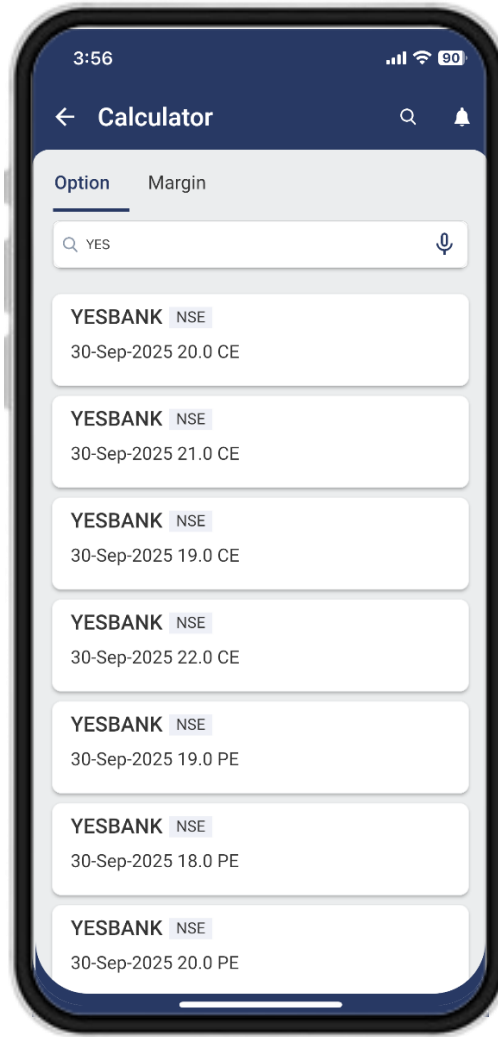 3:56 90
Calculator
Option Margin
YES
YESBANK NSE
30-Sep-2025 20.0 CE
YESBANK NSE
30-Sep-2025 21.0 CE
YESBANK NSE
30-Sep-2025 19.0 CE
YESBANK NSE
30-Sep-2025 22.0 CE
YESBANK NSE
30-Sep-2025 19.0 PE
YESBANK NSE
30-Sep-2025 18.0 PE
YESBANK NSE
30-Sep-2025 20.0 PE